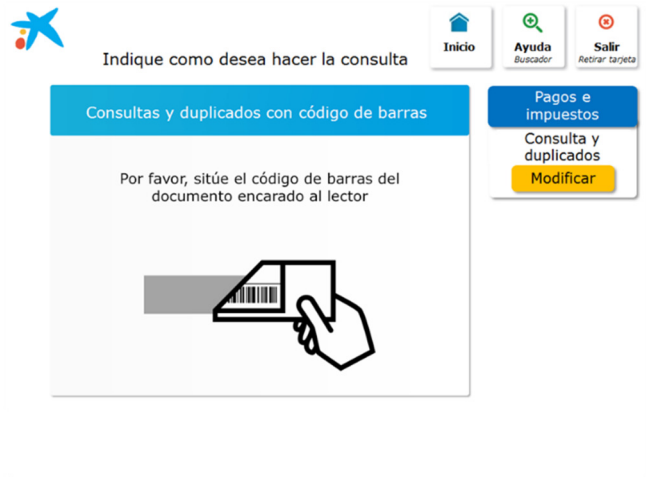 Indique como desea hacer la consulta
Inicio
Ayuda
Buscador
Salir
Retirar tarjeta
Consultas y duplicados con código de barras
Por favor, sitúe el código de barras del
documento encarado al lector
Pagos e
impuestos
Consulta y
duplicados
Modificar